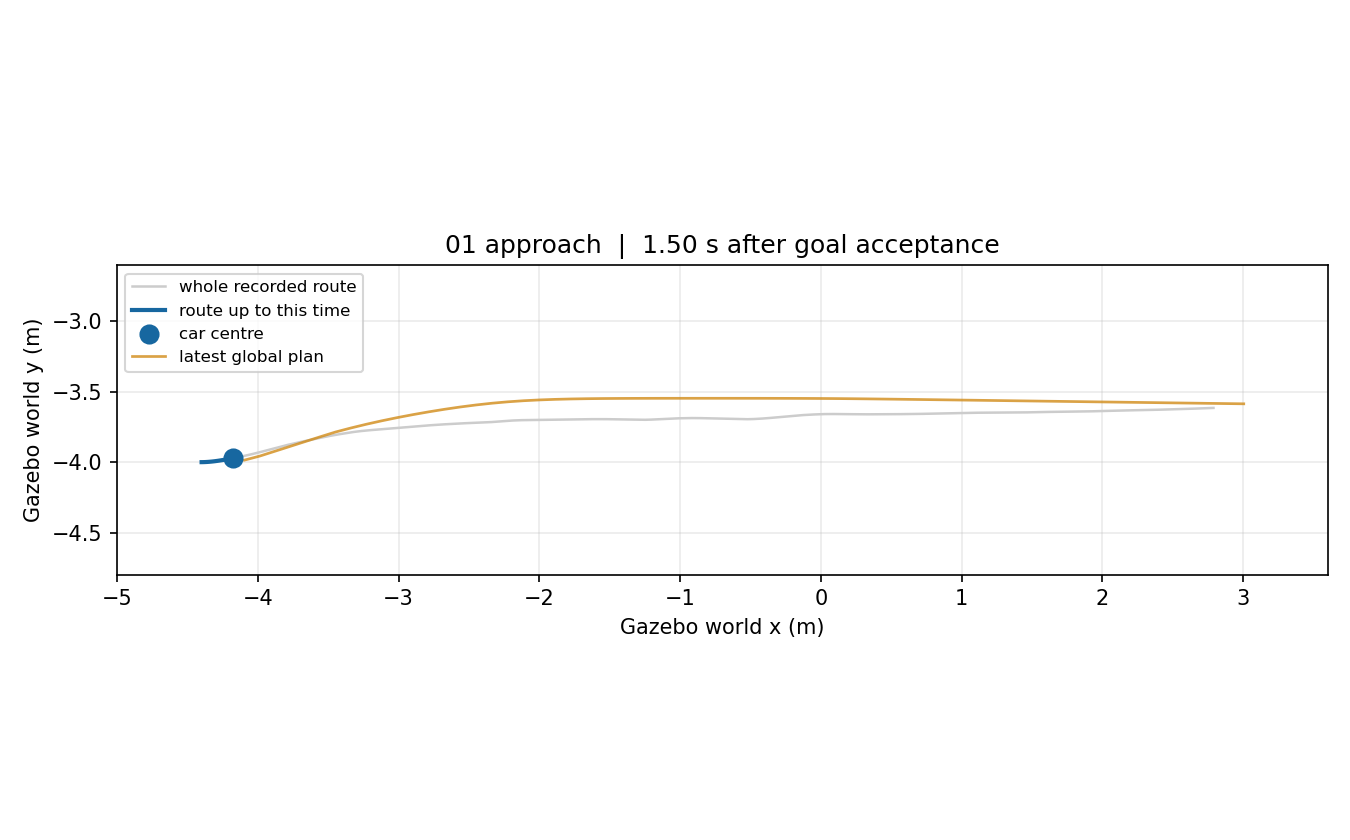 01 approach | 1.50 s after goal acceptance
whole recorded route
route up to this time
car centre
latest global plan
Gazebo world y (m)
−3.0
−3.5
−4.0
−4.5
−5
−4
−3
−2
−1
0
1
2
3
Gazebo world x (m)